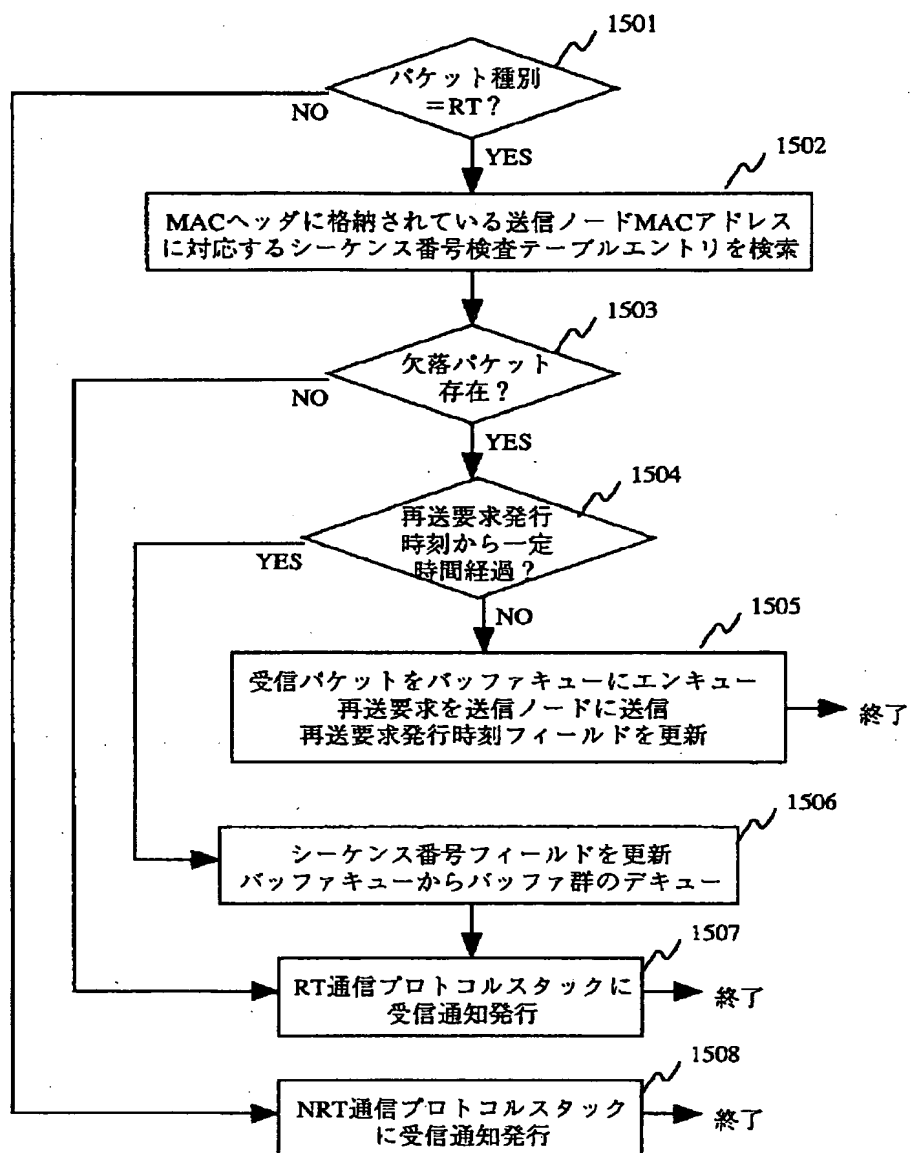 1501
パケット種別
=RT?
NO
YES
1502
MACヘッダに格納されている送信ノードMACアドレス
に対応するシーケンス番号検査テーブルエントリを検索
1503
欠落パケット
存在?
NO
YES
1504
再送要求発行
時刻から一定
時間経過?
YES
NO
1505
受信パケットをバッファキューにエンキュー
再送要求を送信ノードに送信
再送要求発行時刻フィールドを更新
終了
1506
シーケンス番号フィールドを更新
バッファキューからバッファ群のデキュー
1507
RT通信プロトコルスタックに
受信通知発行
終了
1508
NRT通信プロトコルスタック
に受信通知発行
終了